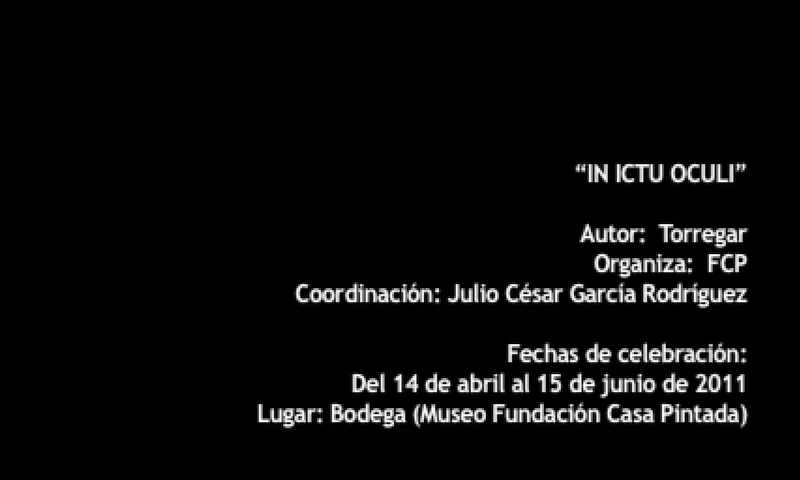 “IN ICTU OCULI”
Autor: Torregar
Organiza: FCP
Coordinación: Julio César García Rodríguez
Fechas de celebración:
Del 14 de abril al 15 de junio de 2011
Lugar: Bodega (Museo Fundación Casa Pintada)